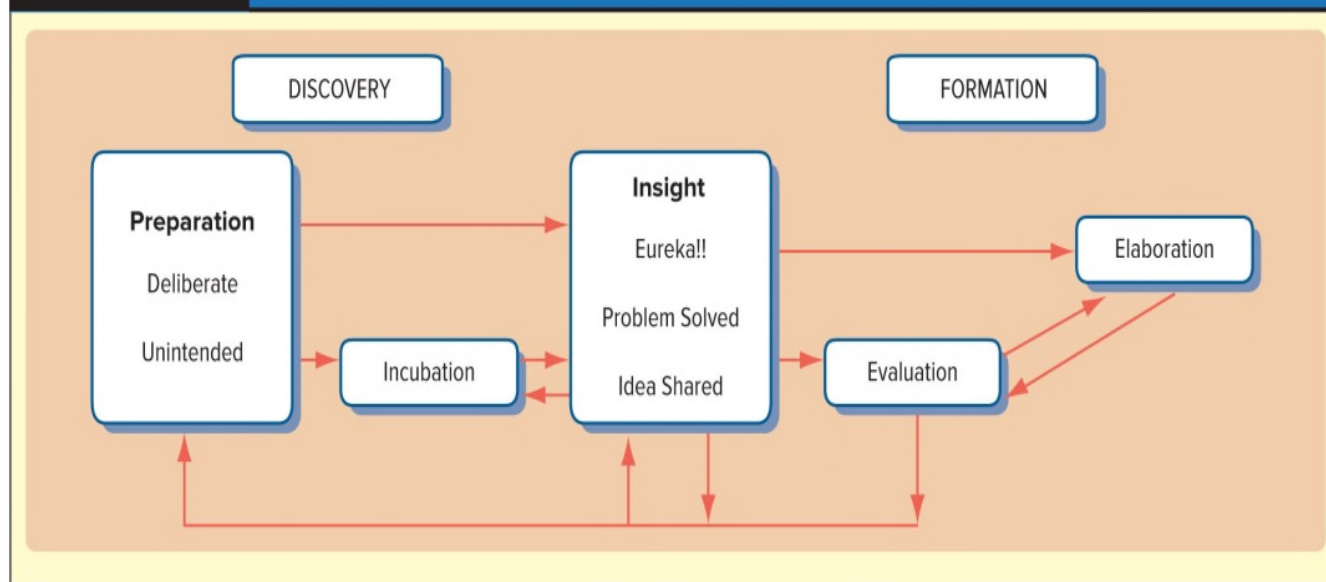 DISCOVERY
FORMATION
Preparation
Deliberate
Unintended
Incubation
Insight
Eureka!!
Problem Solved
Idea Shared
Evaluation
Elaboration